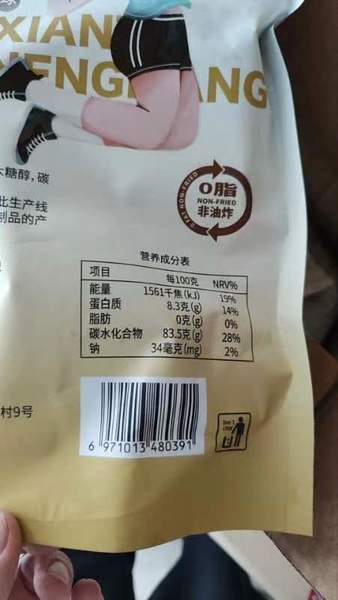 XIAN
NENG ANG
糖醇,碳
比生产线
制品的产
0脂
NON-FRIED
非油炸
营养成分表
项目 每100克 NRV%
能量 1561千焦(kJ) 19%
蛋白质 8.3克(g) 14%
脂肪 0克(g) 0%
碳水化合物 83.5克(g) 28%
钠 34毫克(mg) 2%
村9号
6 971013 480391